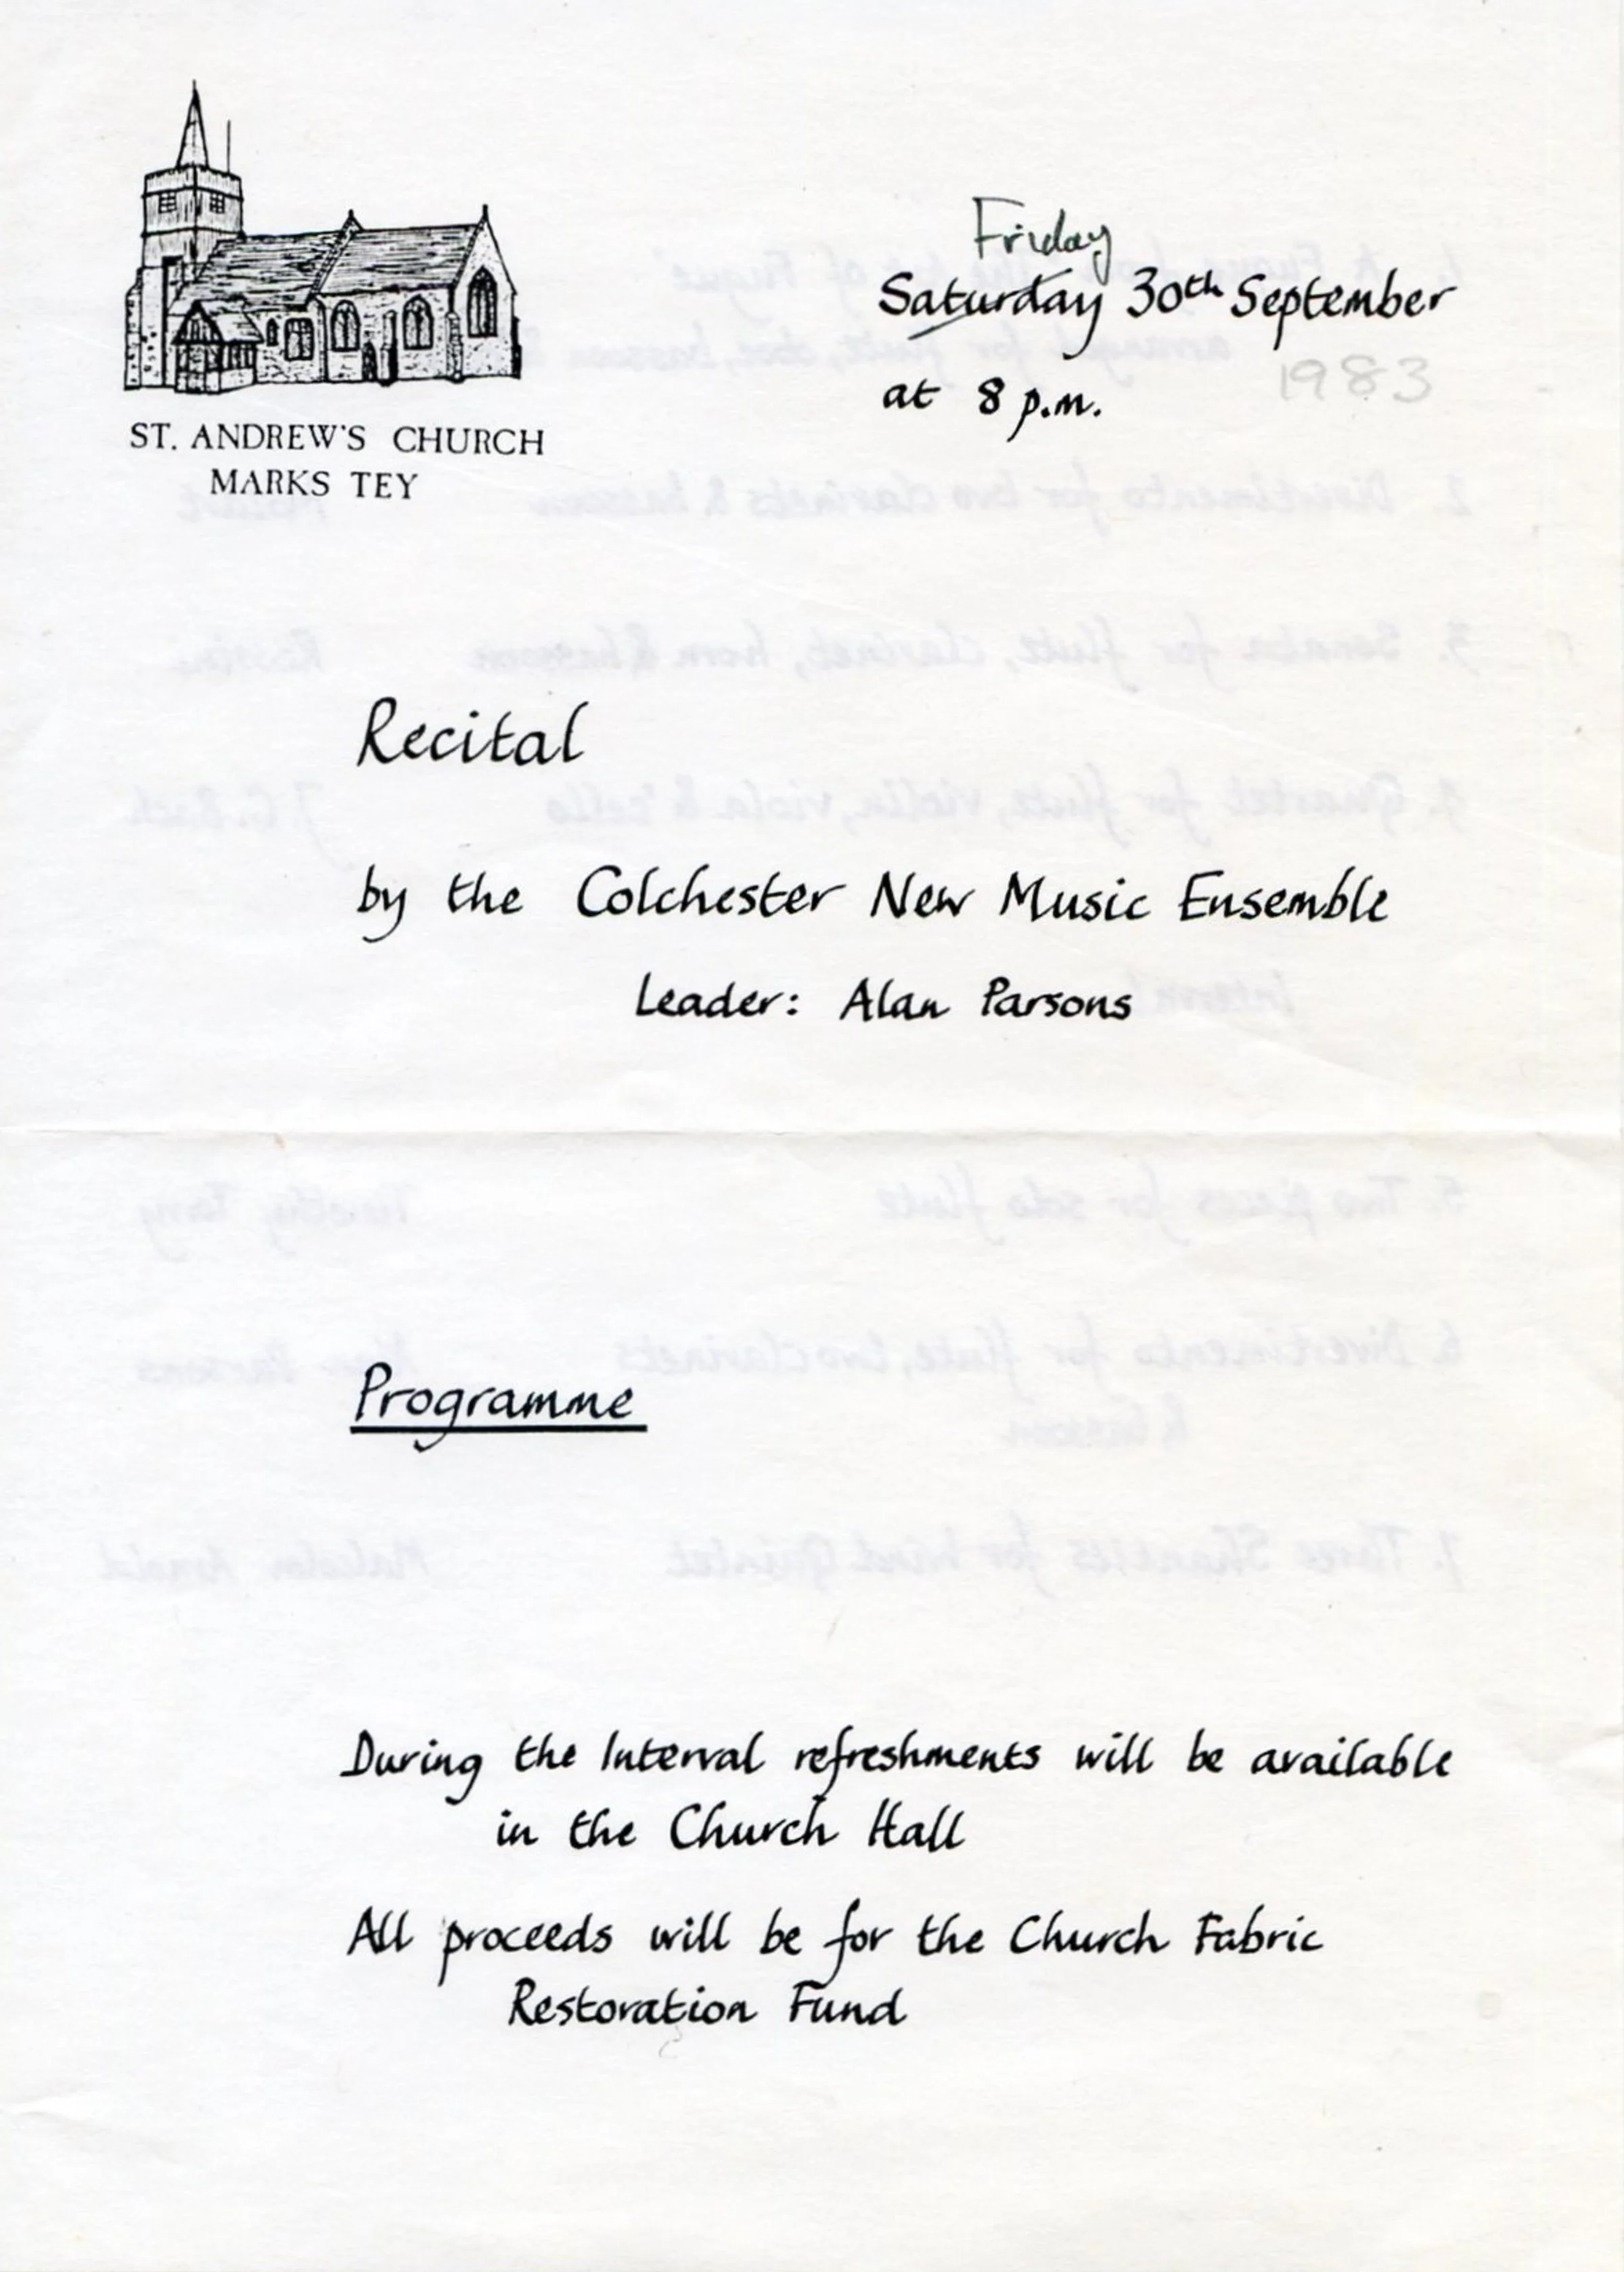 ST. ANDREW'S CHURCH
MARKS TEY
Friday
Saturday 30th September
1983
at 8 p.m.
Recital
by the Colchester New Music Ensemble
Leader: Alan Parsons
Programme
During the Interval refreshments will be available
in the Church Hall
All proceeds will be for the Church Fabric
Restoration Fund